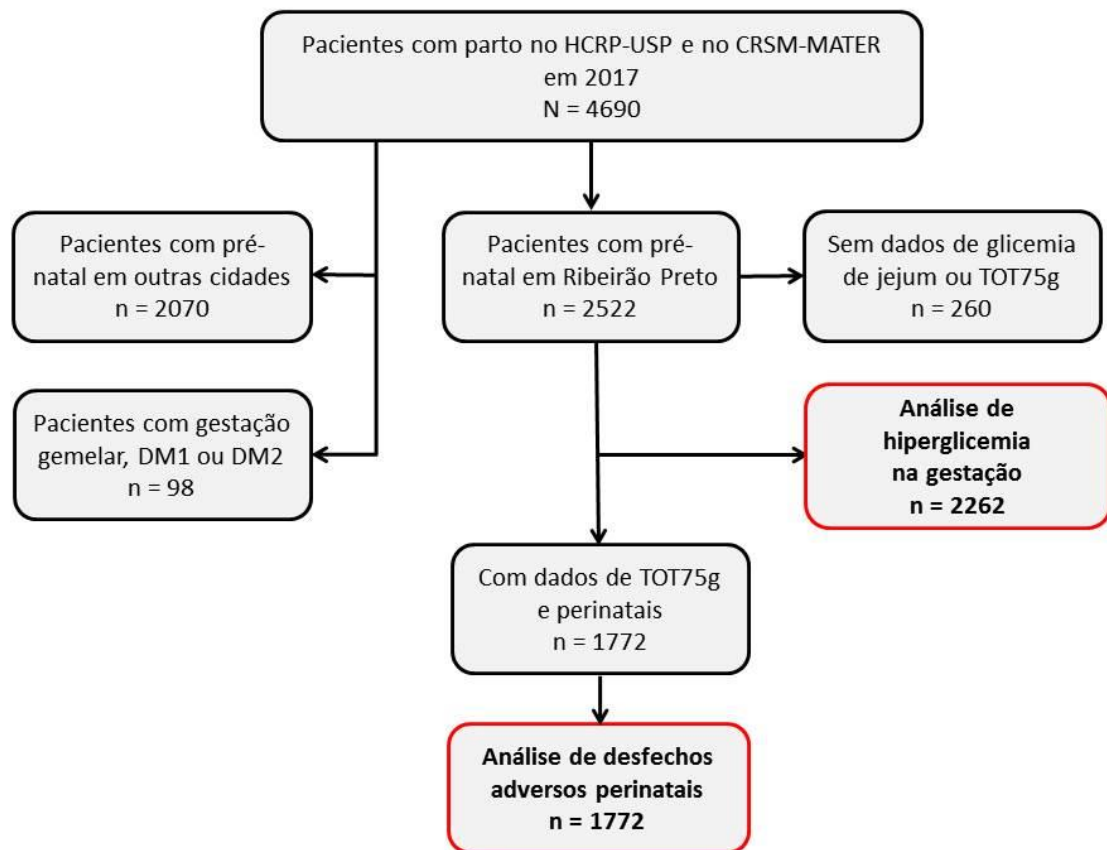 Pacientes com parto no HCRP-USP e no CRSM-MATER
em 2017
N = 4690
Pacientes com pré-
natal em outras cidades
n = 2070
Pacientes com pré-
natal em Ribeirão Preto
n = 2522
Sem dados de glicemia
de jejum ou TOT75g
n = 260
Pacientes com gestação
gemelar, DM1 ou DM2
n = 98
Análise de
hiperglicemia
na gestação
n = 2262
Com dados de TOT75g
e perinatais
n = 1772
Análise de desfechos
adversos perinatais
n = 1772